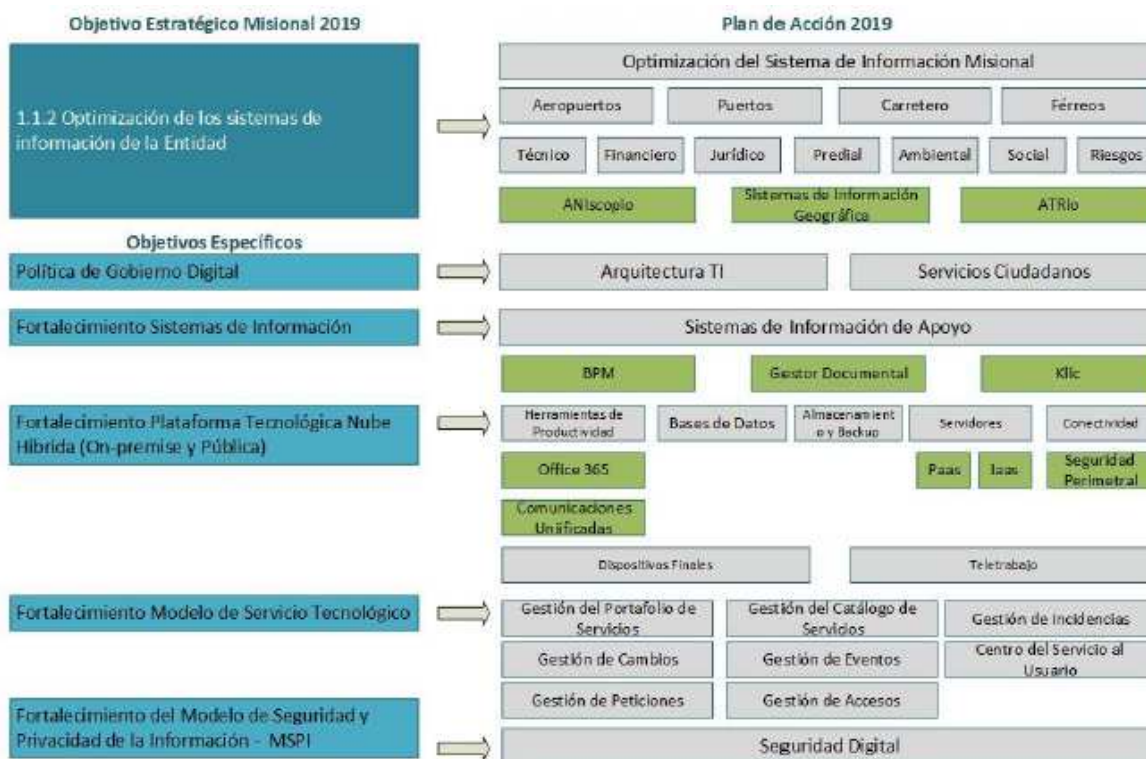 Objetivo Estratégico Misional 2019
Plan de Acción 2019
1.1.2 Optimización de los sistemas de
información de la Entidad
Optimización del Sistema de Información Misional
Aeropuertos
Puertos
Carretero
Férreos
Técnico
Financiero
Jurídico
Predial
Ambiental
Social
Riesgos
ANIscopio
Sistemas de Información
Geográfica
ATRIo
Objetivos Específicos
Política de Gobierno Digital
Arquitectura TI
Servicios Ciudadanos
Fortalecimiento Sistemas de Información
Sistemas de Información de Apoyo
BPM
Gestor Documental
Klic
Fortalecimiento Plataforma Tecnológica Nube
Hibrida (On-premise y Pública)
Herramientas de
Productividad
Bases de Datos
Almacenamient
o y Backup
Servidores
Conectividad
Office 365
Paas
Iaas
Seguridad
Perimetral
Comunicaciones
Uniificadas
Dispositivos Finales
Teletrabajo
Fortalecimiento Modelo de Servicio Tecnológico
Gestión del Portafolio de
Servicios
Gestión del Catálogo de
Servicios
Gestión de Incidencias
Gestión de Cambios
Gestión de Eventos
Centro del Servicio al
Usuario
Gestión de Peticiones
Gestión de Accesos
Fortalecimiento del Modelo de Seguridad y
Privacidad de la Información - MSPI
Seguridad Digital